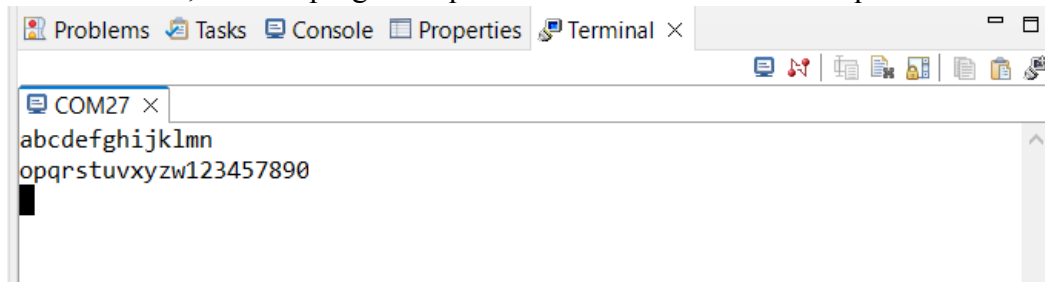 Problems Tasks Console Properties Terminal
COM27
abcdefghijklmn
opqrstuvxyzw123457890